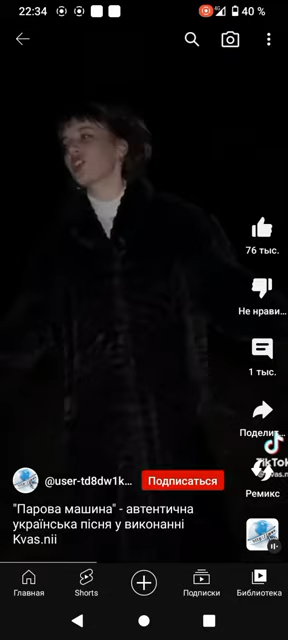 22:34
4G
40 %
76 тыс.
Не нрави...
1 тыс.
Поделит...
TikTok
@user-td8dw1k...
Подписаться
Ремикс
"Парова машина" - автентична
українська пісня у виконанні
Kvas.nii
Главная
Shorts
Подписки
Библиотека